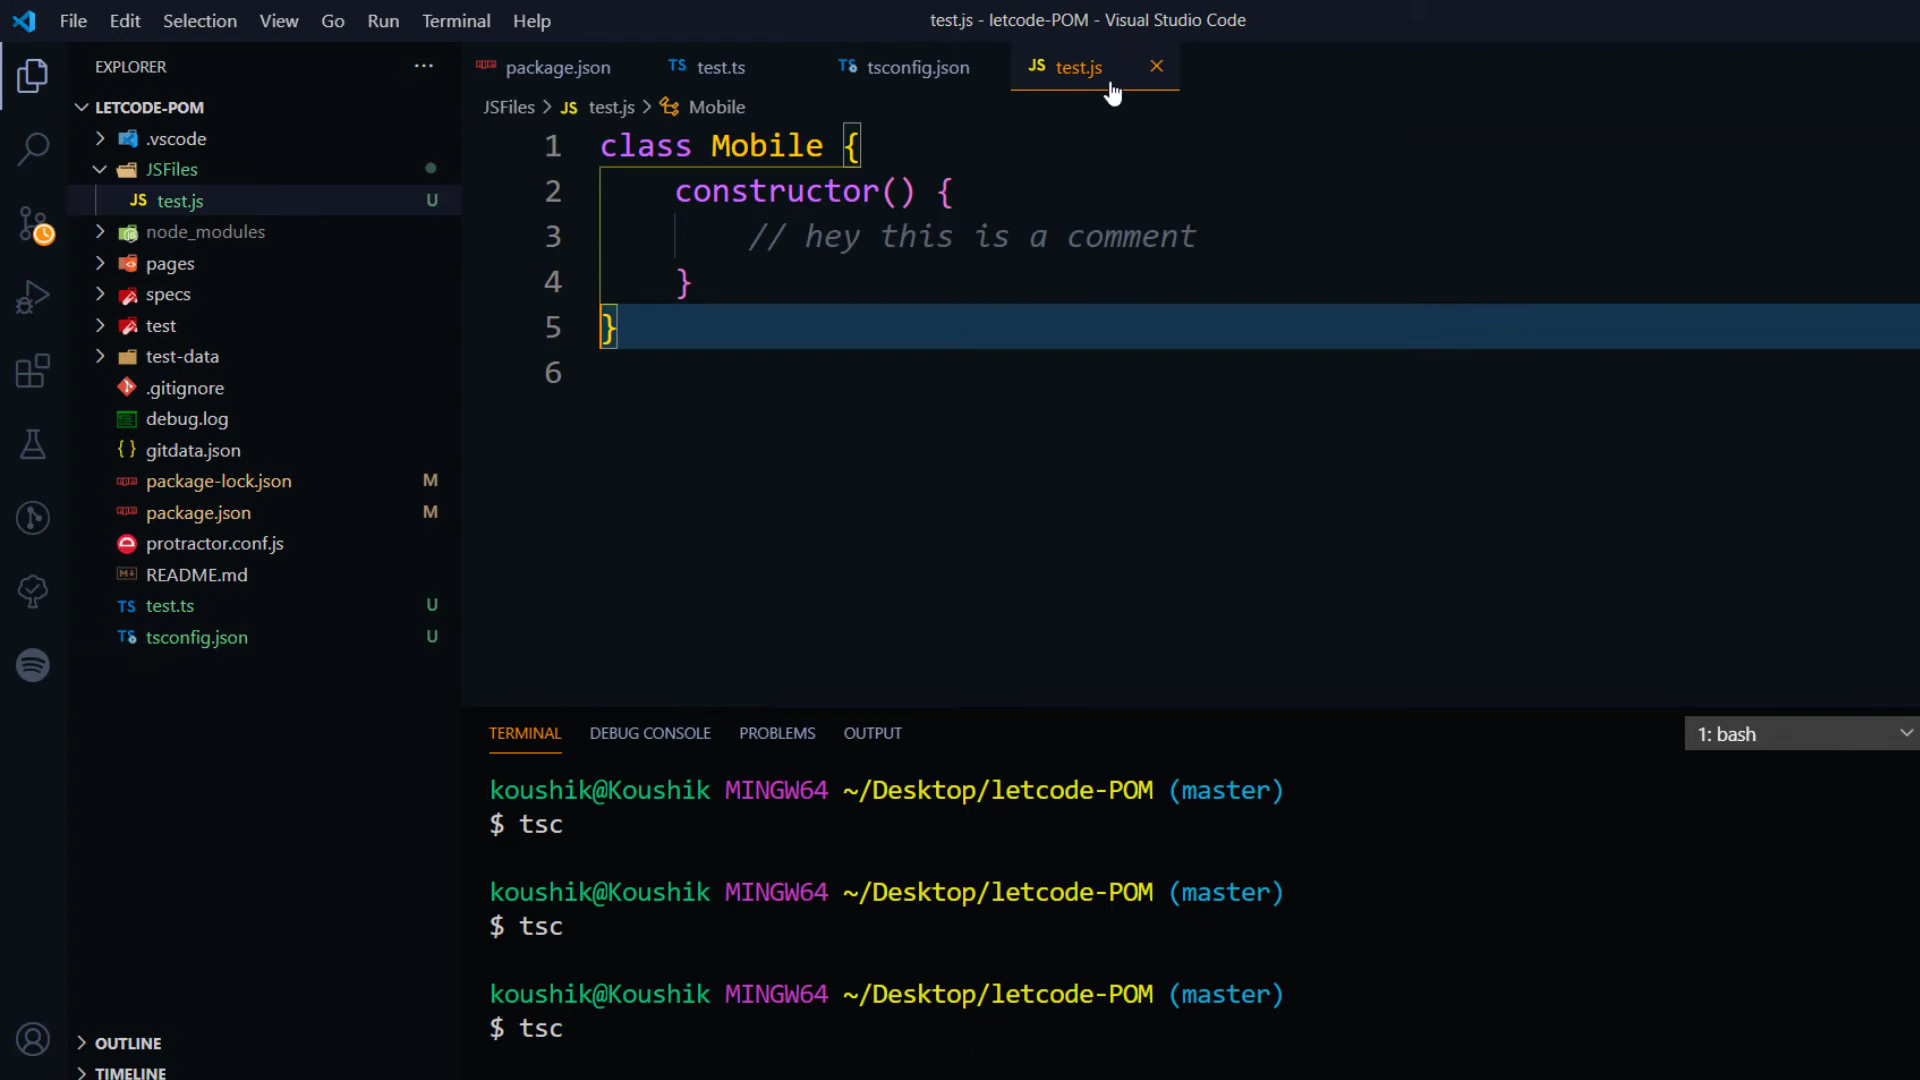 File Edit Selection View Go Run Terminal Help
test.js - letcode-POM - Visual Studio Code
EXPLORER ···
LETCODE-POM
.vscode
JSFiles
JS test.js U
node_modules
pages
specs
test
test-data
.gitignore
debug.log
{} gitdata.json
package-lock.json M
package.json M
protractor.conf.js
README.md
TS test.ts U
TS tsconfig.json U
OUTLINE
TIMELINE
package.json TS test.ts TS tsconfig.json JS test.js
JSFiles > JS test.js > Mobile
1 class Mobile {
2 constructor() {
3 // hey this is a comment
4 }
5 }
6
TERMINAL DEBUG CONSOLE PROBLEMS OUTPUT
1: bash
koushik@Koushik MINGW64 ~/Desktop/letcode-POM (master)
$ tsc
koushik@Koushik MINGW64 ~/Desktop/letcode-POM (master)
$ tsc
koushik@Koushik MINGW64 ~/Desktop/letcode-POM (master)
$ tsc